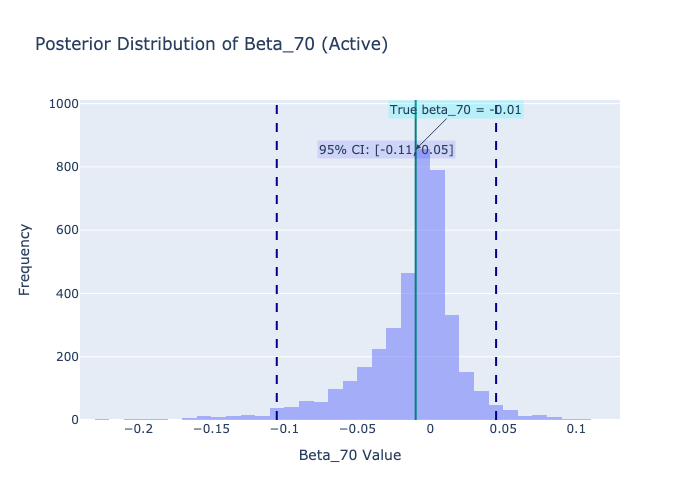 Posterior Distribution of Beta_70 (Active)
1000
True beta_70 = -0.01
95% CI: [-0.11, 0.05]
800
600
400
200
0
Frequency
−0.2
−0.15
−0.1
−0.05
0
0.05
0.1
Beta_70 Value